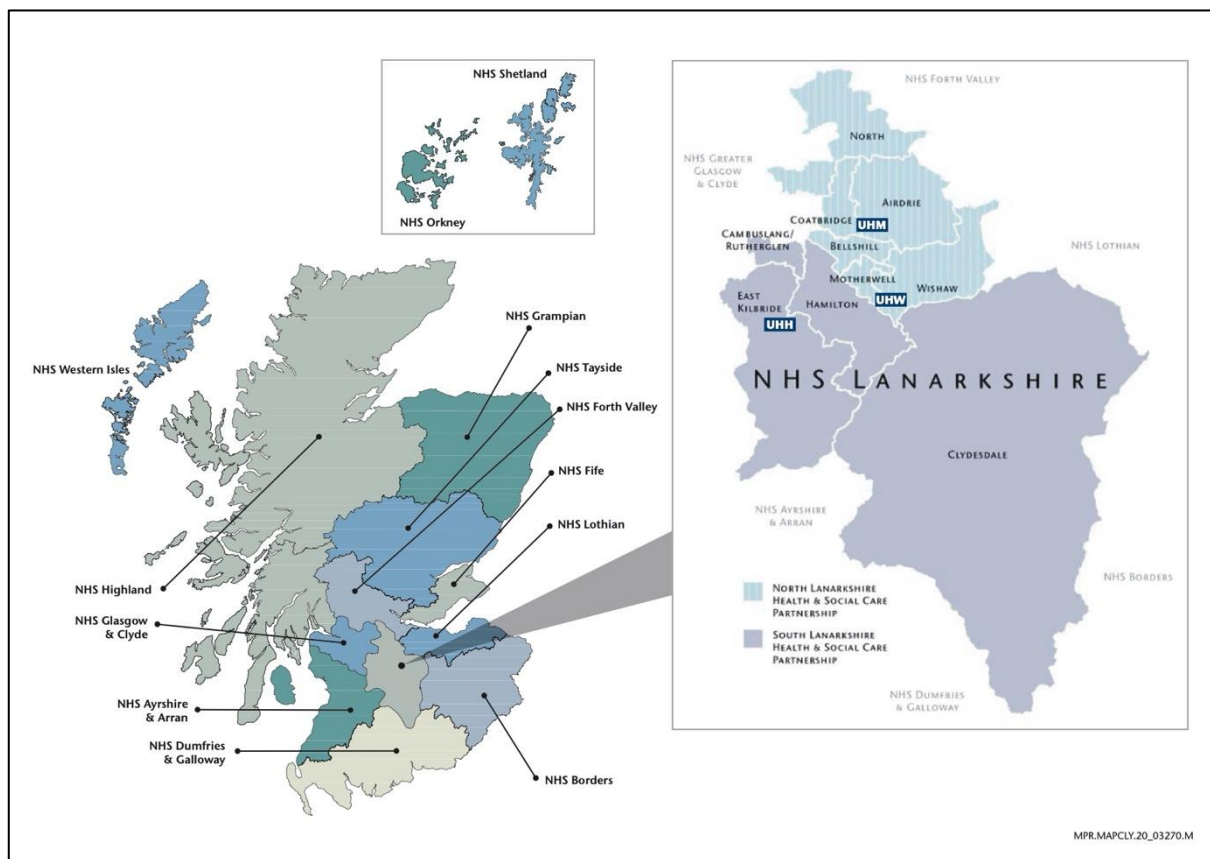 NHS Shetland
NHS Orkney
NHS Western Isles
NHS Grampian
NHS Tayside
NHS Forth Valley
NHS Fife
NHS Lothian
NHS Highland
NHS Glasgow
& Clyde
NHS Ayrshire
& Arran
NHS Dumfries
& Galloway
NHS Borders
NHS FORTH VALLEY
NORTH
NHS GREATER
GLASGOW
& CLYDE
AIRDRIE
COATBRIDGE
UHM
CAMBUSLANG/
RUTHERGLEN
BELLSHILL
NHS LOTHIAN
MOTHERWELL
WISHAW
EAST
KILBRIDE
HAMILTON
UHW
UHH
NHS LANARKSHIRE
CLYDESDALE
NHS AYRSHIRE
& ARRAN
NHS BORDERS
NORTH LANARKSHIRE
HEALTH & SOCIAL CARE
PARTNERSHIP
SOUTH LANARKSHIRE
HEALTH & SOCIAL CARE
PARTNERSHIP
NHS DUMFRIES
& GALLOWAY
MPR.MAPCLY.20_03270.M